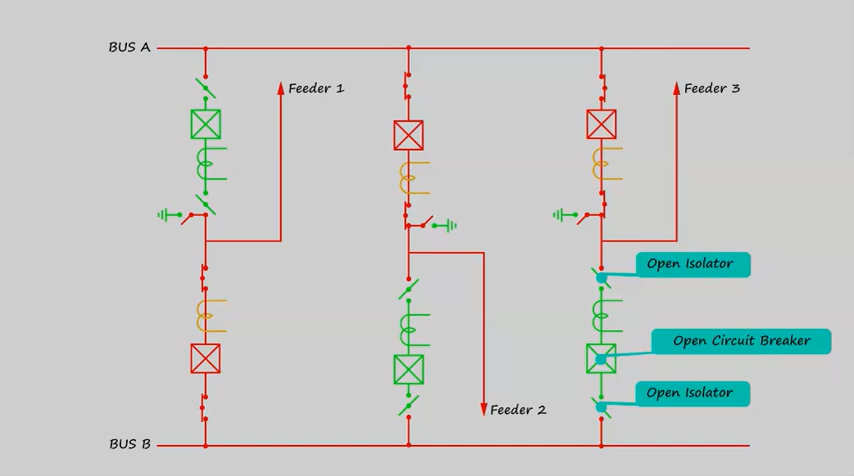 BUS A
Feeder 1
Feeder 3
Open Isolator
Open Circuit Breaker
Open Isolator
Feeder 2
BUS B